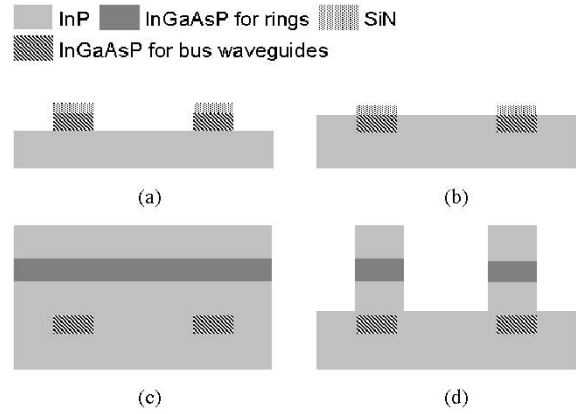 InP InGaAsP for rings SiN
InGaAsP for bus waveguides
(a) (b)
(c) (d)